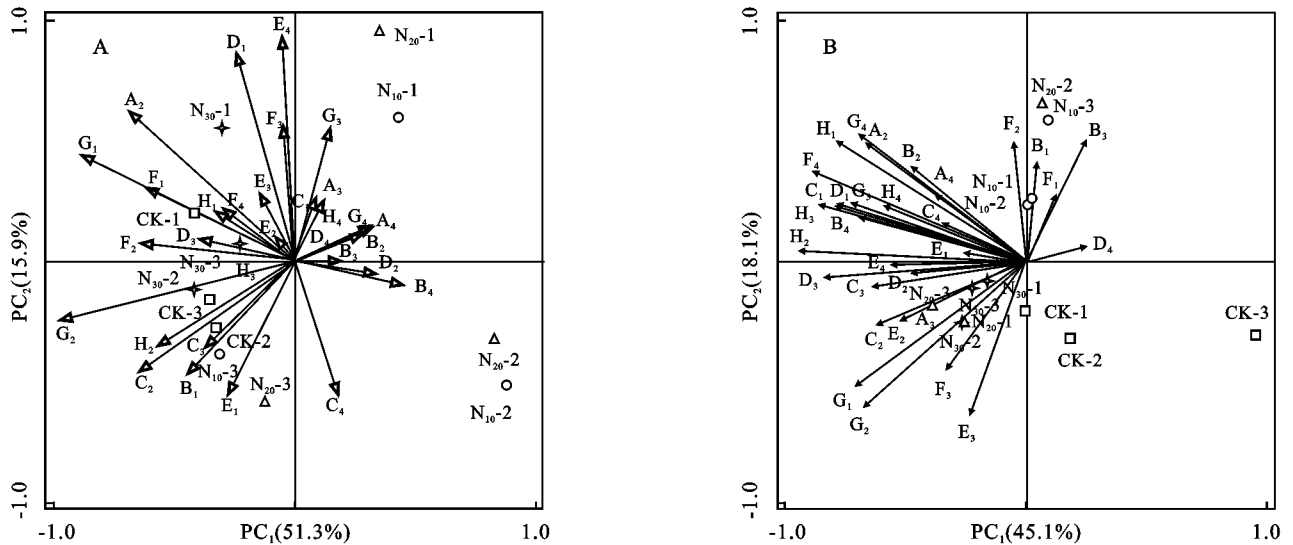 A
1.0
-1.0
PC₂(15.9%)
-1.0
PC₁(51.3%)
1.0
E₄
N₂₀-1
D₁
A₂
N₃₀-1
F₃
G₃
N₁₀-1
G₁
F₁
E₃
C₁
A₃
H₁
F₄
H₄
G₄
A₄
CK-1
F₂
D₃
E₂
D₄
B₂
B₃
N₃₀-3
H₃
D₂
N₃₀-2
B₄
CK-3
G₂
H₂
C₃
CK-2
N₂₀-2
C₂
B₁
N₁₀-3
N₂₀-3
E₁
C₄
N₁₀-2
B
1.0
-1.0
PC₂(18.1%)
-1.0
PC₁(45.1%)
1.0
N₂₀-2
N₁₀-3
G₄
H₁
A₂
F₂
B₃
B₂
B₁
F₄
A₄
N₁₀-1
F₁
C₁
D₁
H₄
N₁₀-2
H₃
B₄
C₄
H₂
E₁
D₄
E₄
D₃
C₃
D₂
N₂₀-3
N₃₀-1
N₃₀-3
A₃
N₂₀-1
CK-1
CK-3
C₂
E₂
N₃₀-2
CK-2
F₃
G₁
G₂
E₃